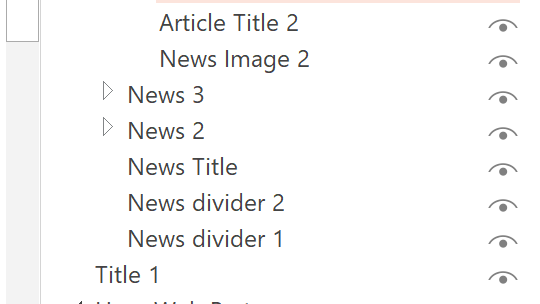 Article Title 2
News Image 2
News 3
News 2
News Title
News divider 2
News divider 1
Title 1